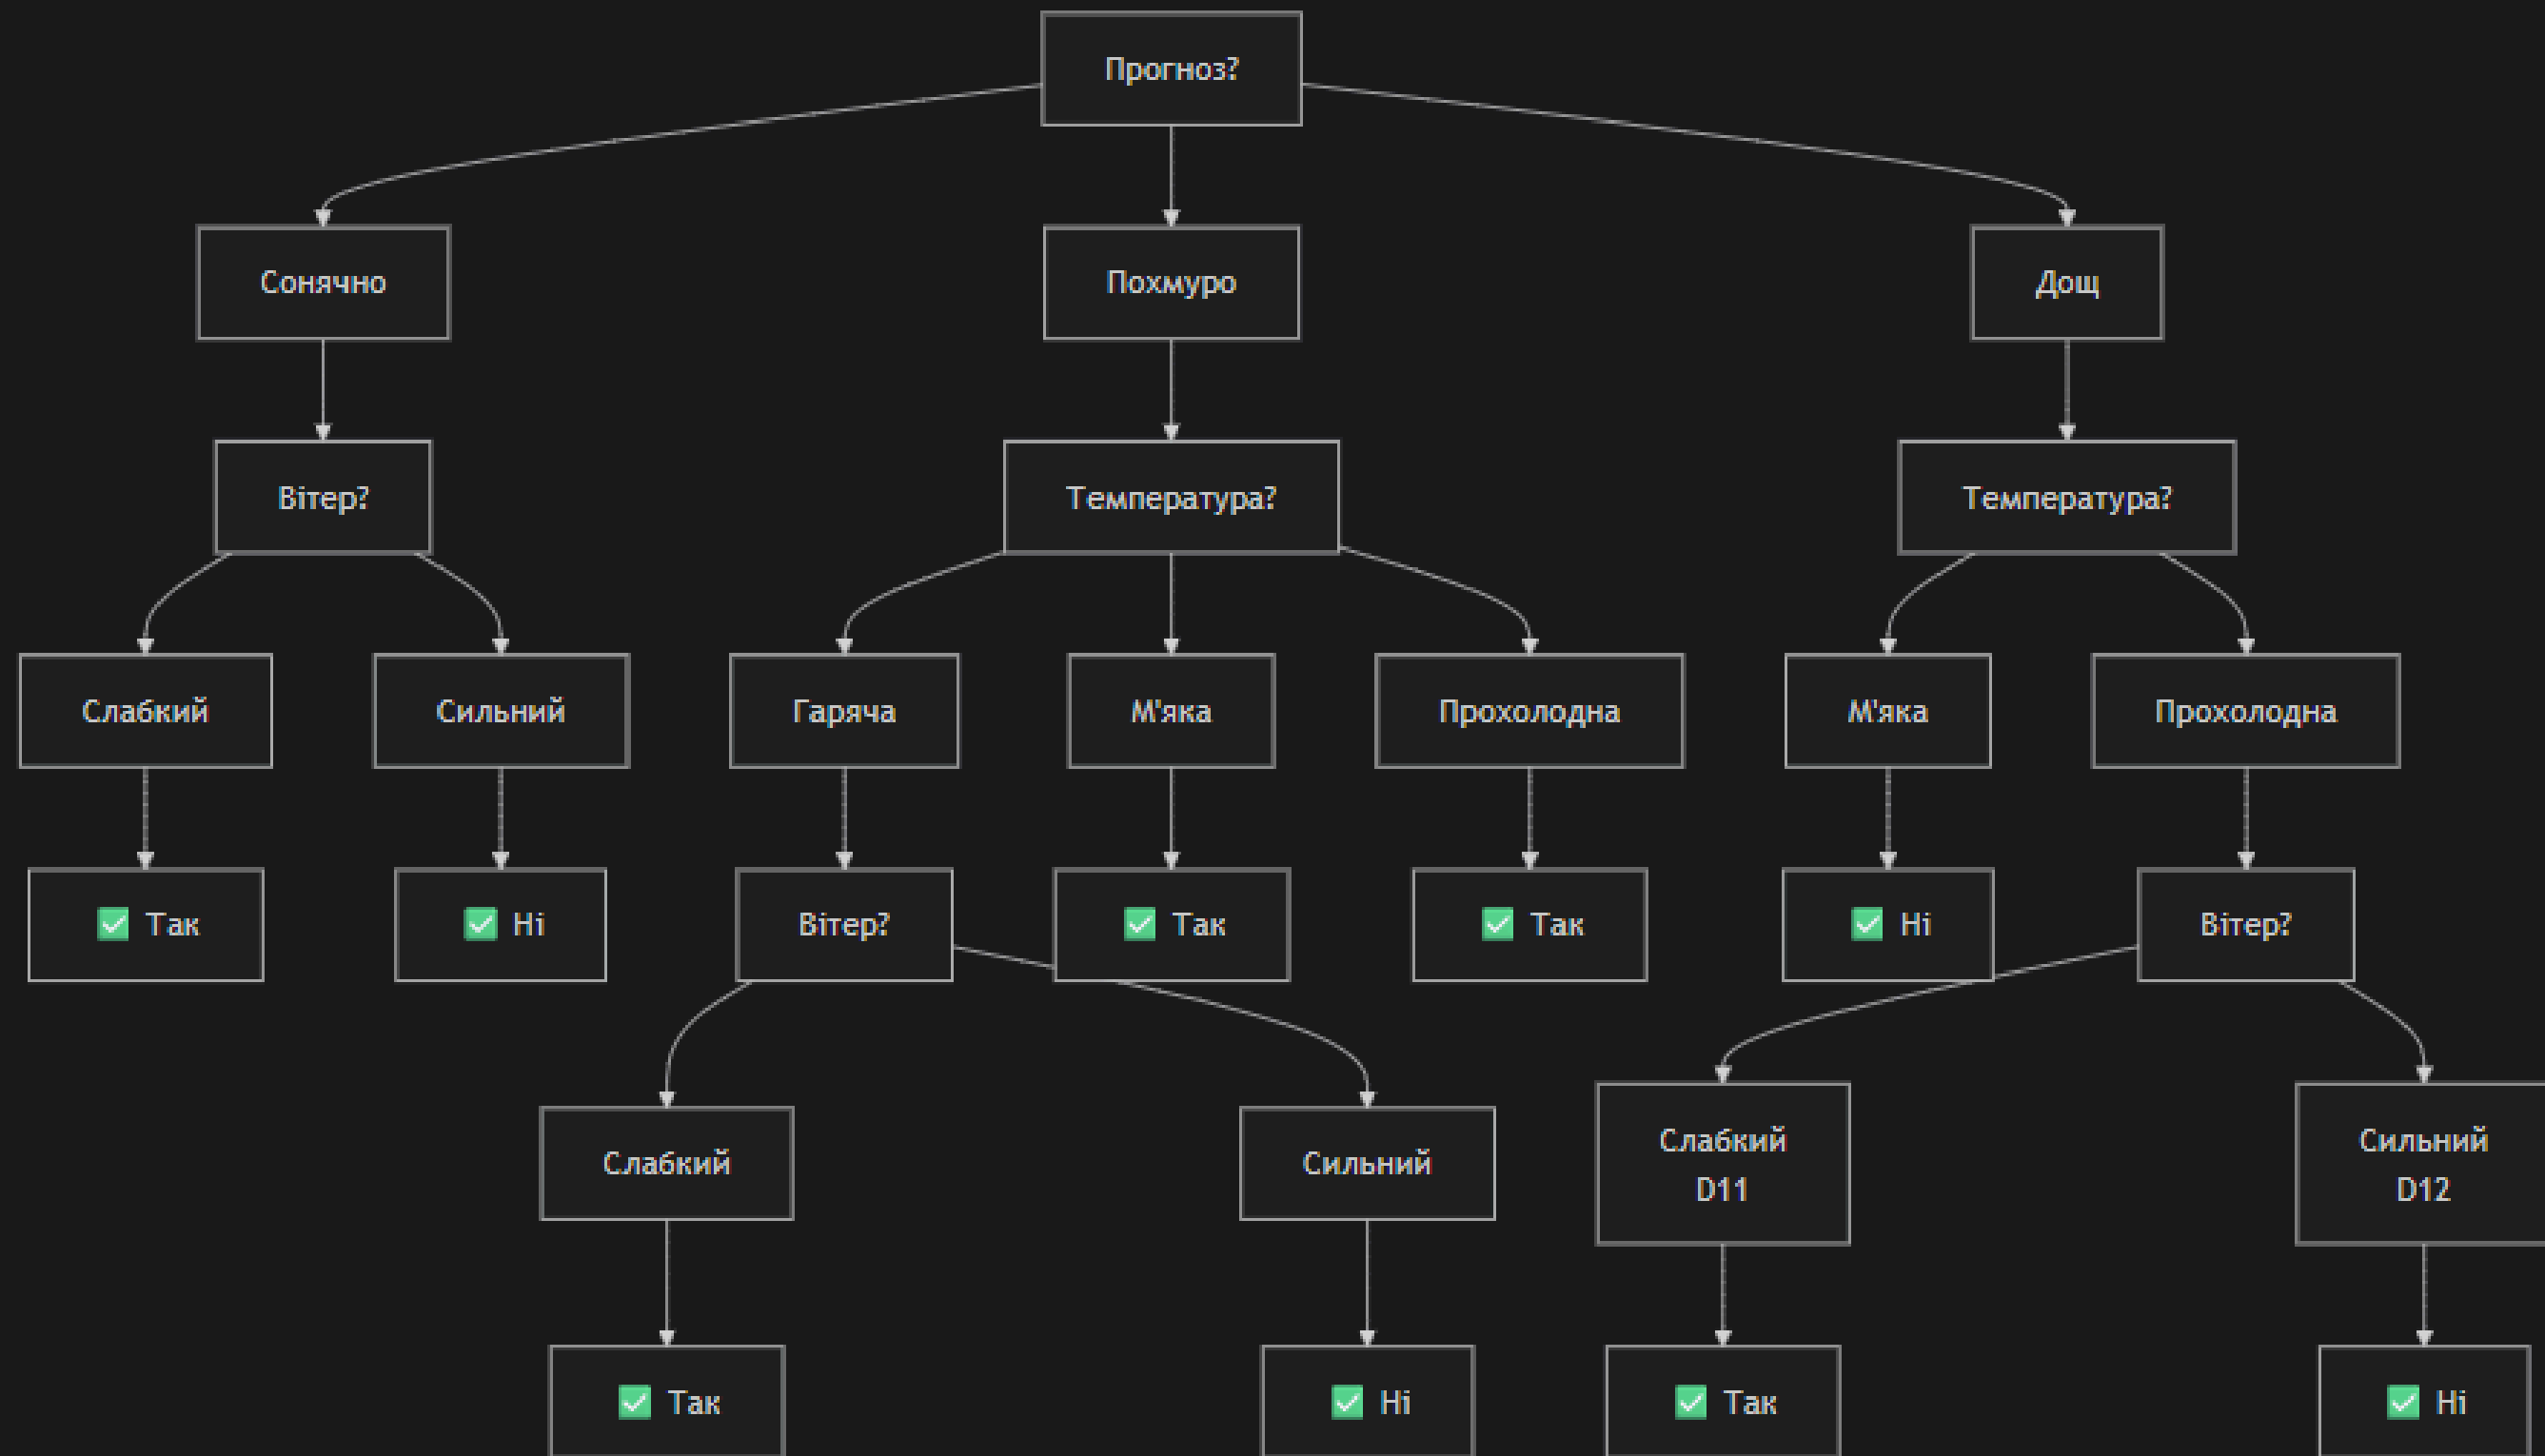 Прогноз?
Сонячно
Похмуро
Дощ
Вітер?
Температура?
Температура?
Слабкий
Сильний
Гаряча
М'яка
Прохолодна
М'яка
Прохолодна
✅ Так
✅ Ні
Вітер?
✅ Так
✅ Так
✅ Ні
Вітер?
Слабкий
Сильний
Слабкий
D11
Сильний
D12
✅ Так
✅ Ні
✅ Так
✅ Ні